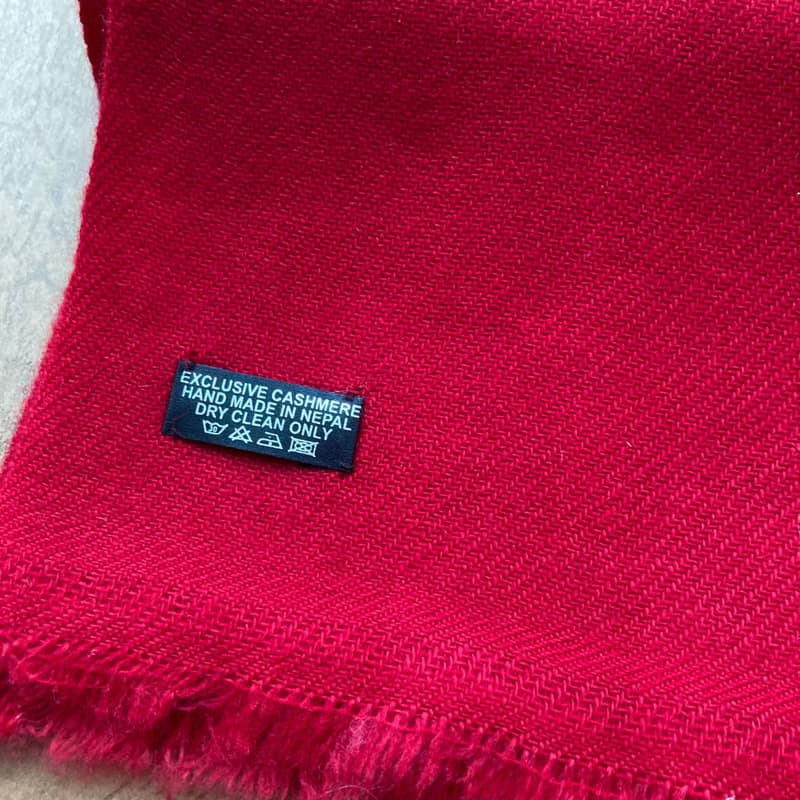 EXCLUSIVE CASHMERE
HAND MADE IN NEPAL
DRY CLEAN ONLY